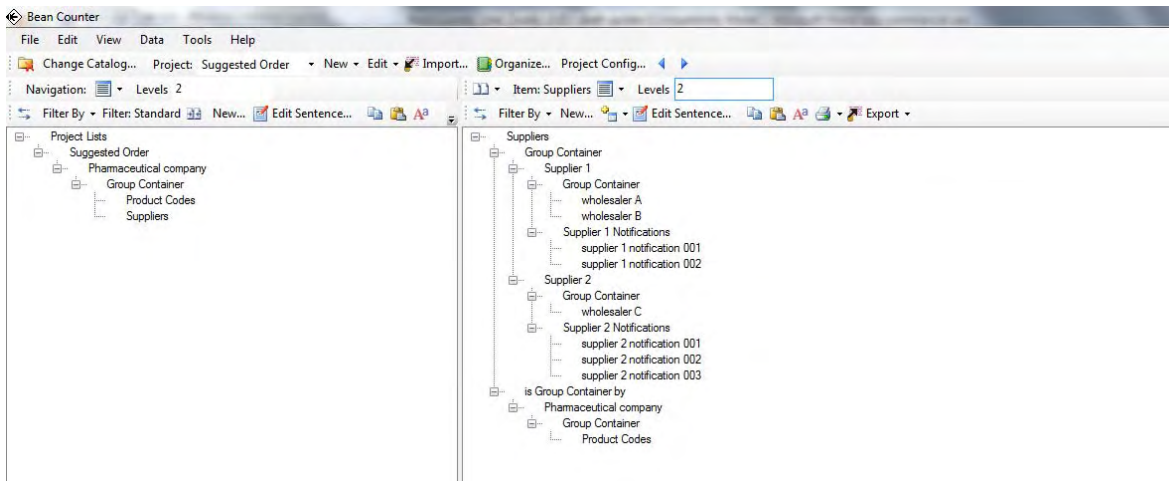 Bean Counter
File Edit View Data Tools Help
Change Catalog... Project: Suggested Order New Edit Import... Organize... Project Config...
Navigation: Levels 2
Item: Suppliers Levels 2
Filter By Filter: Standard New... Edit Sentence... Aa
Filter By New... Edit Sentence... Aa Export
Project Lists
Suggested Order
Pharmaceutical company
Group Container
Product Codes
Suppliers
Suppliers
Group Container
Supplier 1
Group Container
wholesaler A
wholesaler B
Supplier 1 Notifications
supplier 1 notification 001
supplier 1 notification 002
Supplier 2
Group Container
wholesaler C
Supplier 2 Notifications
supplier 2 notification 001
supplier 2 notification 002
supplier 2 notification 003
is Group Container by
Pharmaceutical company
Group Container
Product Codes